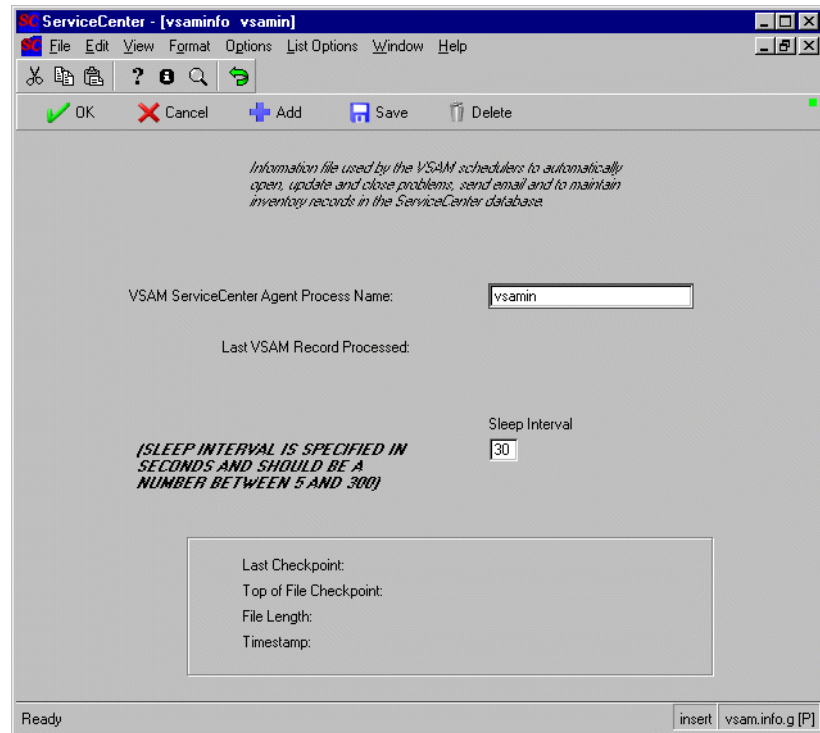 SC ServiceCenter - [vsaminfo vsamin]
SC File Edit View Format Options List Options Window Help
? i
OK Cancel Add Save Delete
Information file used by the VSAM schedulers to automatically
open, update and close problems, send email and to maintain
inventory records in the ServiceCenter database.
VSAM ServiceCenter Agent Process Name: vsamin
Last VSAM Record Processed:
Sleep Interval
(SLEEP INTERVAL IS SPECIFIED IN 30
SECONDS AND SHOULD BE A
NUMBER BETWEEN 5 AND 300)
Last Checkpoint:
Top of File Checkpoint:
File Length:
Timestamp:
Ready insert vsam.info.g [P]